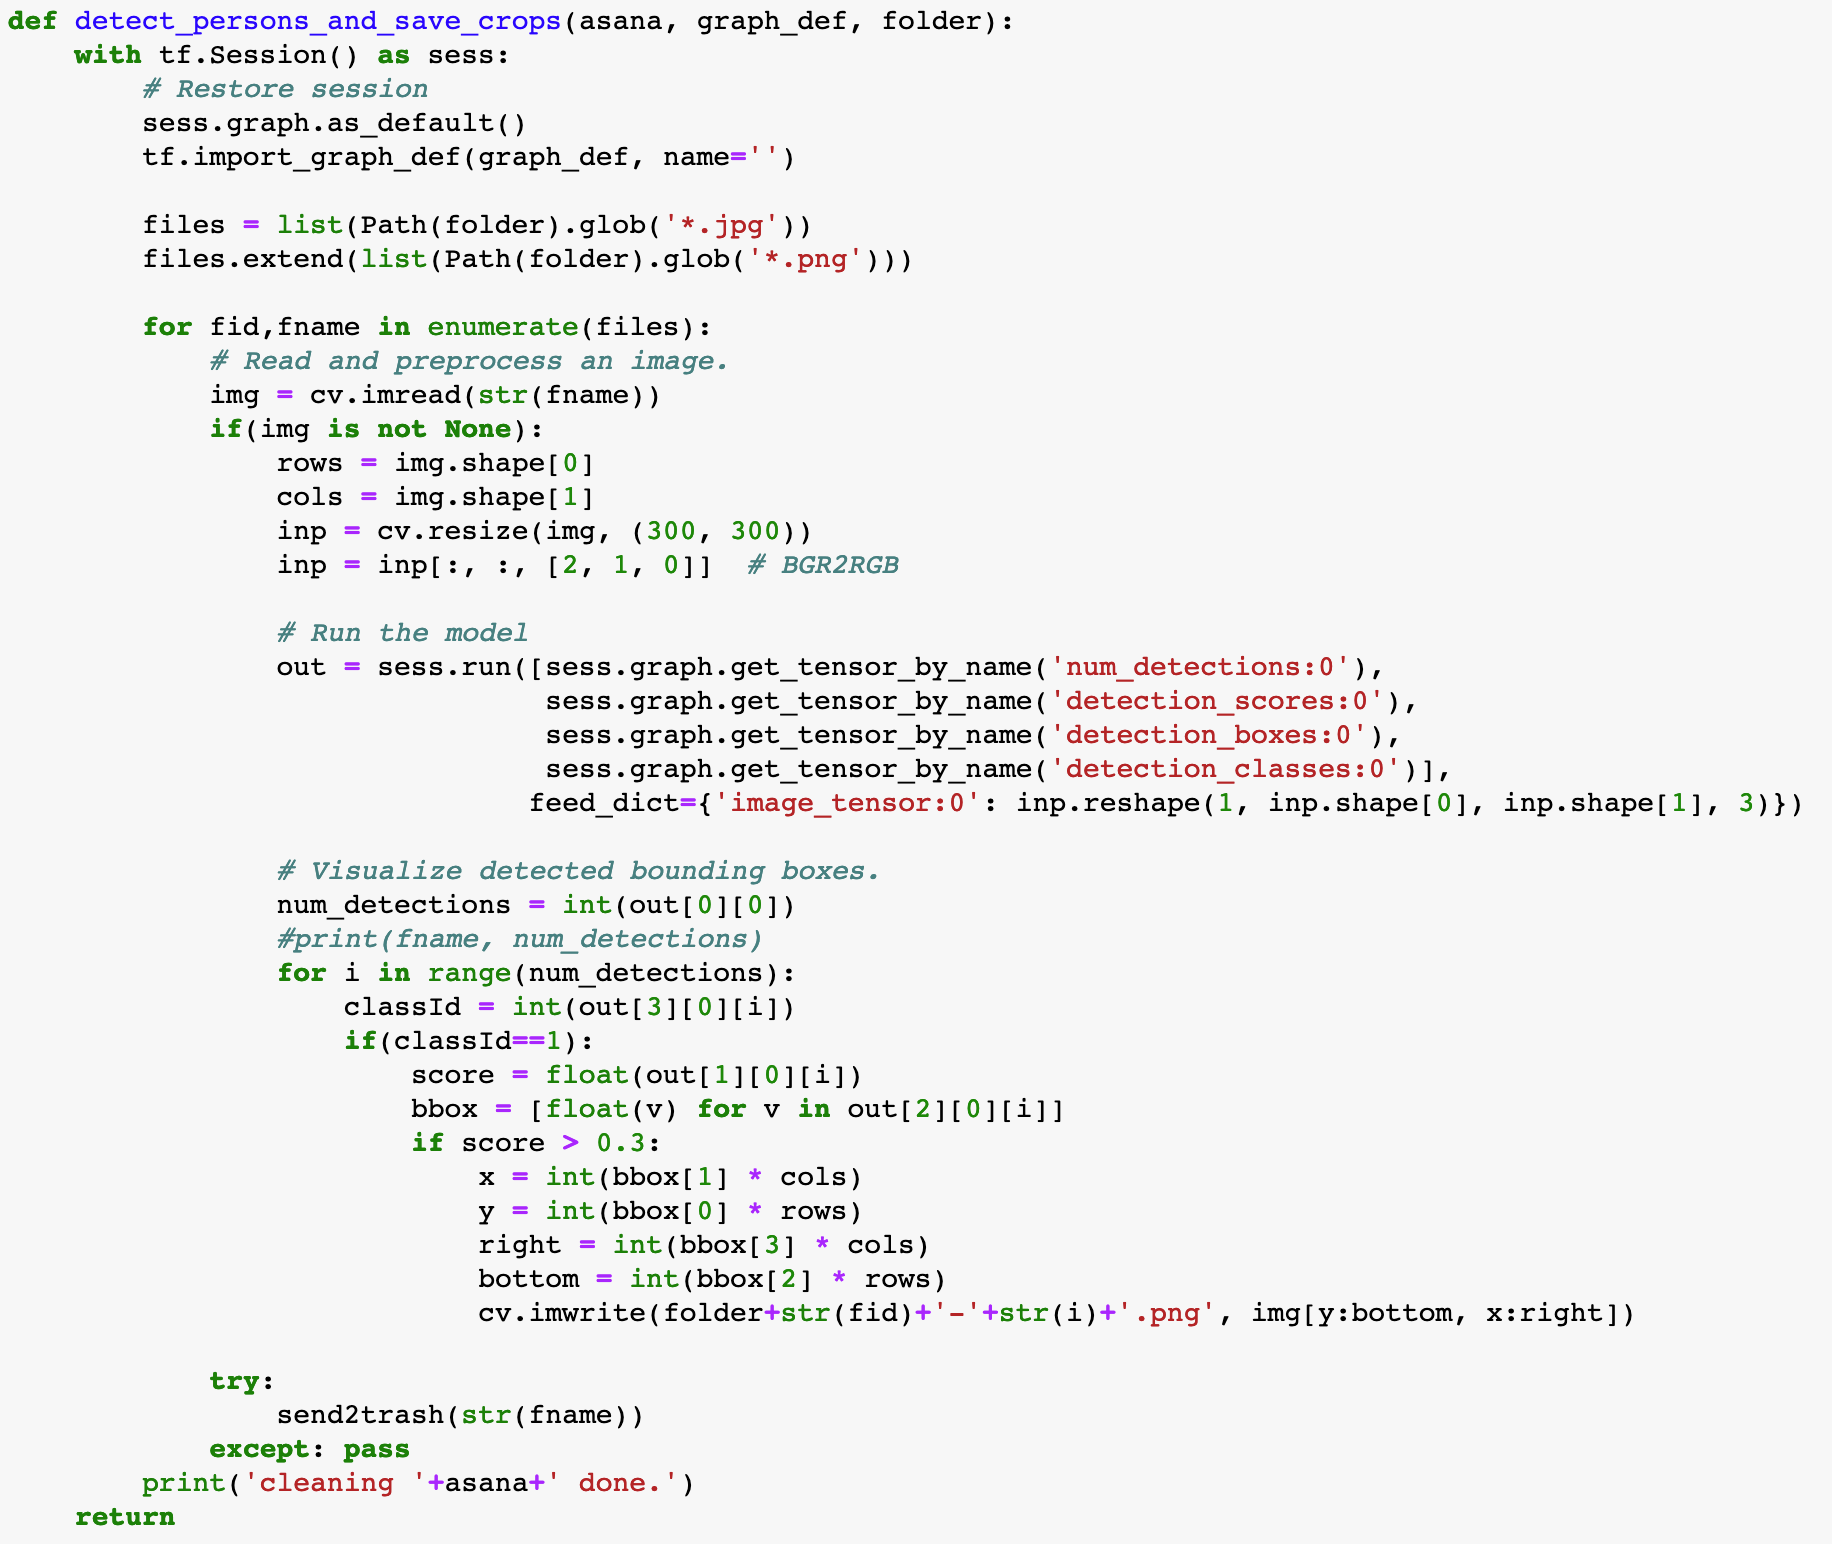 def detect_persons_and_save_crops(asana, graph_def, folder):
    with tf.Session() as sess:
        # Restore session
        sess.graph.as_default()
        tf.import_graph_def(graph_def, name='')

        files = list(Path(folder).glob('*.jpg'))
        files.extend(list(Path(folder).glob('*.png')))

        for fid,fname in enumerate(files):
            # Read and preprocess an image.
            img = cv.imread(str(fname))
            if(img is not None):
                rows = img.shape[0]
                cols = img.shape[1]
                inp = cv.resize(img, (300, 300))
                inp = inp[:, :, [2, 1, 0]]  # BGR2RGB

                # Run the model
                out = sess.run([sess.graph.get_tensor_by_name('num_detections:0'),
                                sess.graph.get_tensor_by_name('detection_scores:0'),
                                sess.graph.get_tensor_by_name('detection_boxes:0'),
                                sess.graph.get_tensor_by_name('detection_classes:0')],
                               feed_dict={'image_tensor:0': inp.reshape(1, inp.shape[0], inp.shape[1], 3)})

                # Visualize detected bounding boxes.
                num_detections = int(out[0][0])
                #print(fname, num_detections)
                for i in range(num_detections):
                    classId = int(out[3][0][i])
                    if(classId==1):
                        score = float(out[1][0][i])
                        bbox = [float(v) for v in out[2][0][i]]
                        if score > 0.3:
                            x = int(bbox[1] * cols)
                            y = int(bbox[0] * rows)
                            right = int(bbox[3] * cols)
                            bottom = int(bbox[2] * rows)
                            cv.imwrite(folder+str(fid)+'-'+str(i)+'.png', img[y:bottom, x:right])

            try:
                send2trash(str(fname))
            except: pass
        print('cleaning '+asana+' done.')
    return